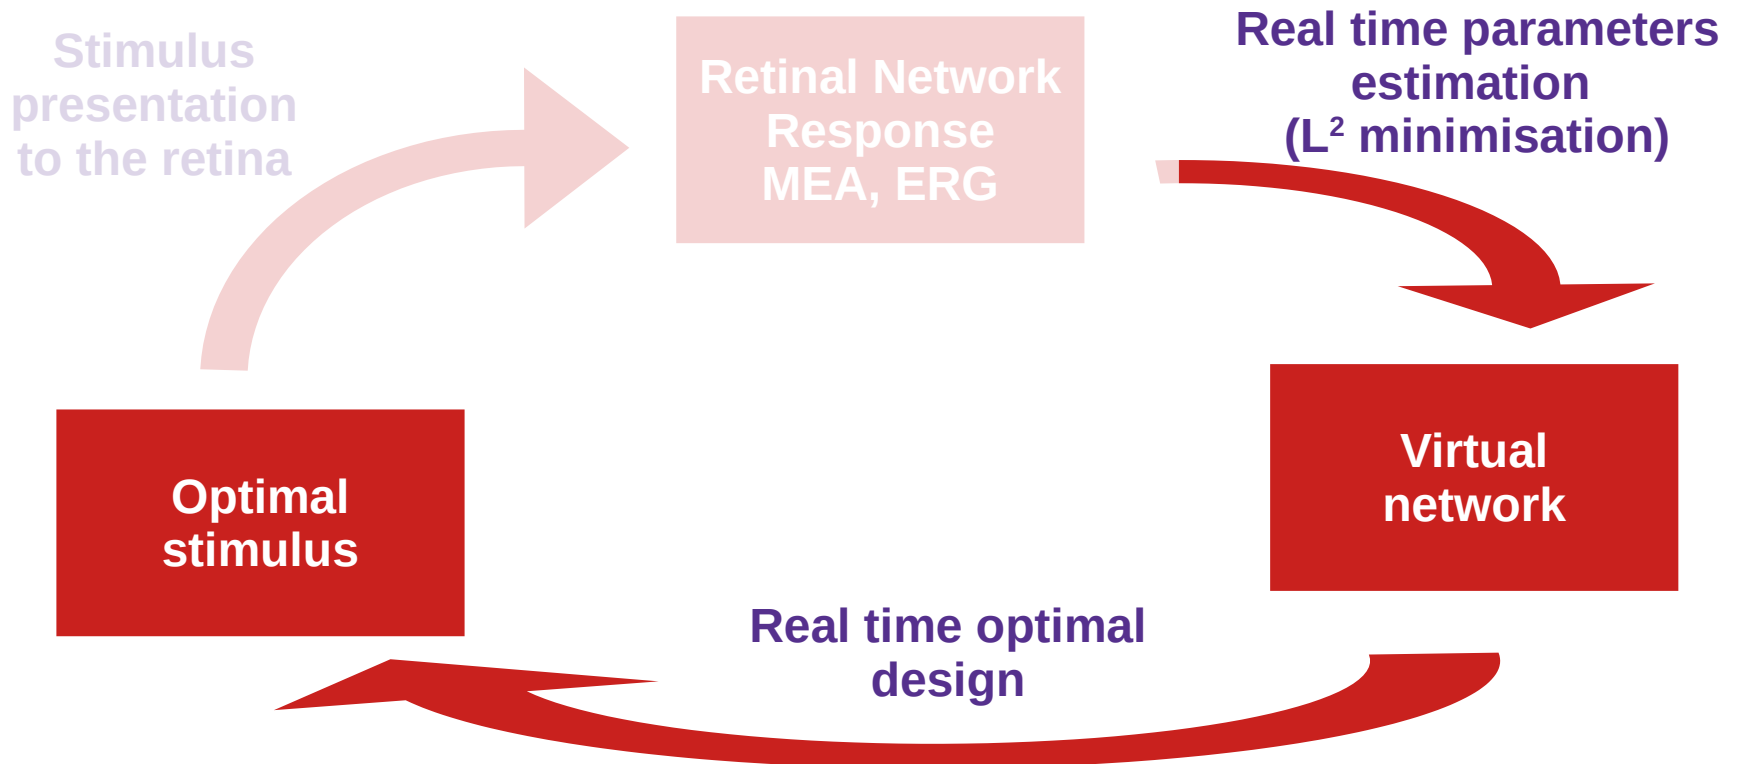 Stimulus
presentation
to the retina
Retinal Network
Response
MEA, ERG
Real time parameters
estimation
(L² minimisation)
Virtual
network
Optimal
stimulus
Real time optimal
design